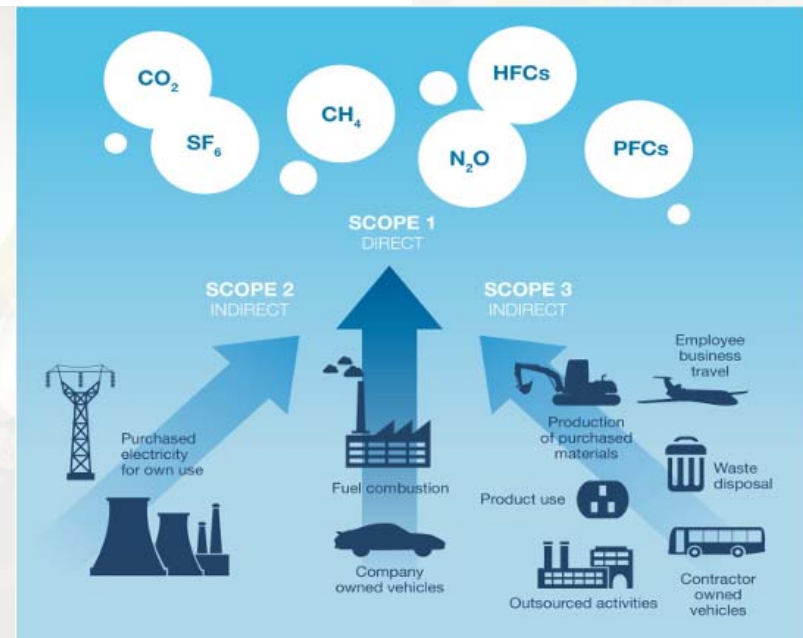 CO₂
SF₆
CH₄
HFCs
N₂O
PFCs
SCOPE 1
DIRECT
SCOPE 2
INDIRECT
SCOPE 3
INDIRECT
Purchased
electricity
for own use
Fuel combustion
Company
owned vehicles
Employee
business
travel
Production
of purchased
materials
Waste
disposal
Product use
Outsourced activities
Contractor
owned
vehicles